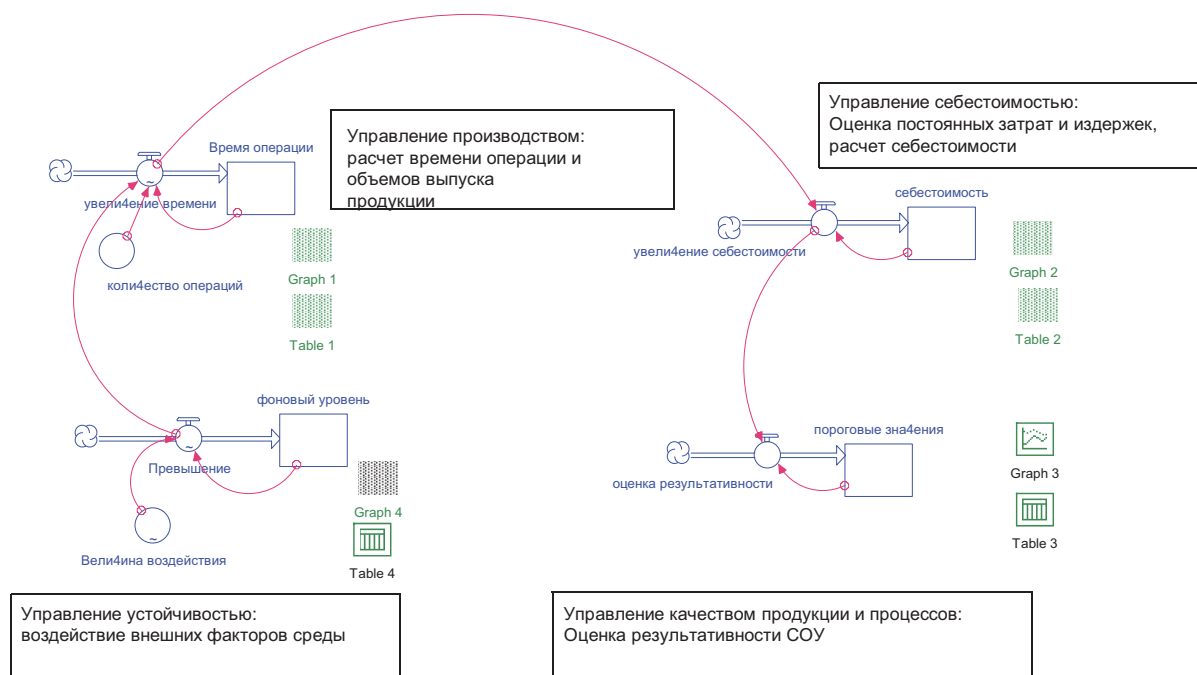 Управление себестоимостью:
Оценка постоянных затрат и издержек,
расчет себестоимости
Управление производством:
расчет времени операции и
объемов выпуска
продукции
Время операции
увели4ение времени
коли4ество операций
Graph 1
Table 1
себестоимость
увели4ение себестоимости
Graph 2
Table 2
фоновый уровень
Превышение
Вели4ина воздействия
Graph 4
Table 4
пороговые зна4ения
оценка результативности
Graph 3
Table 3
Управление устойчивостью:
воздействие внешних факторов среды
Управление качеством продукции и процессов:
Оценка результативности СОУ